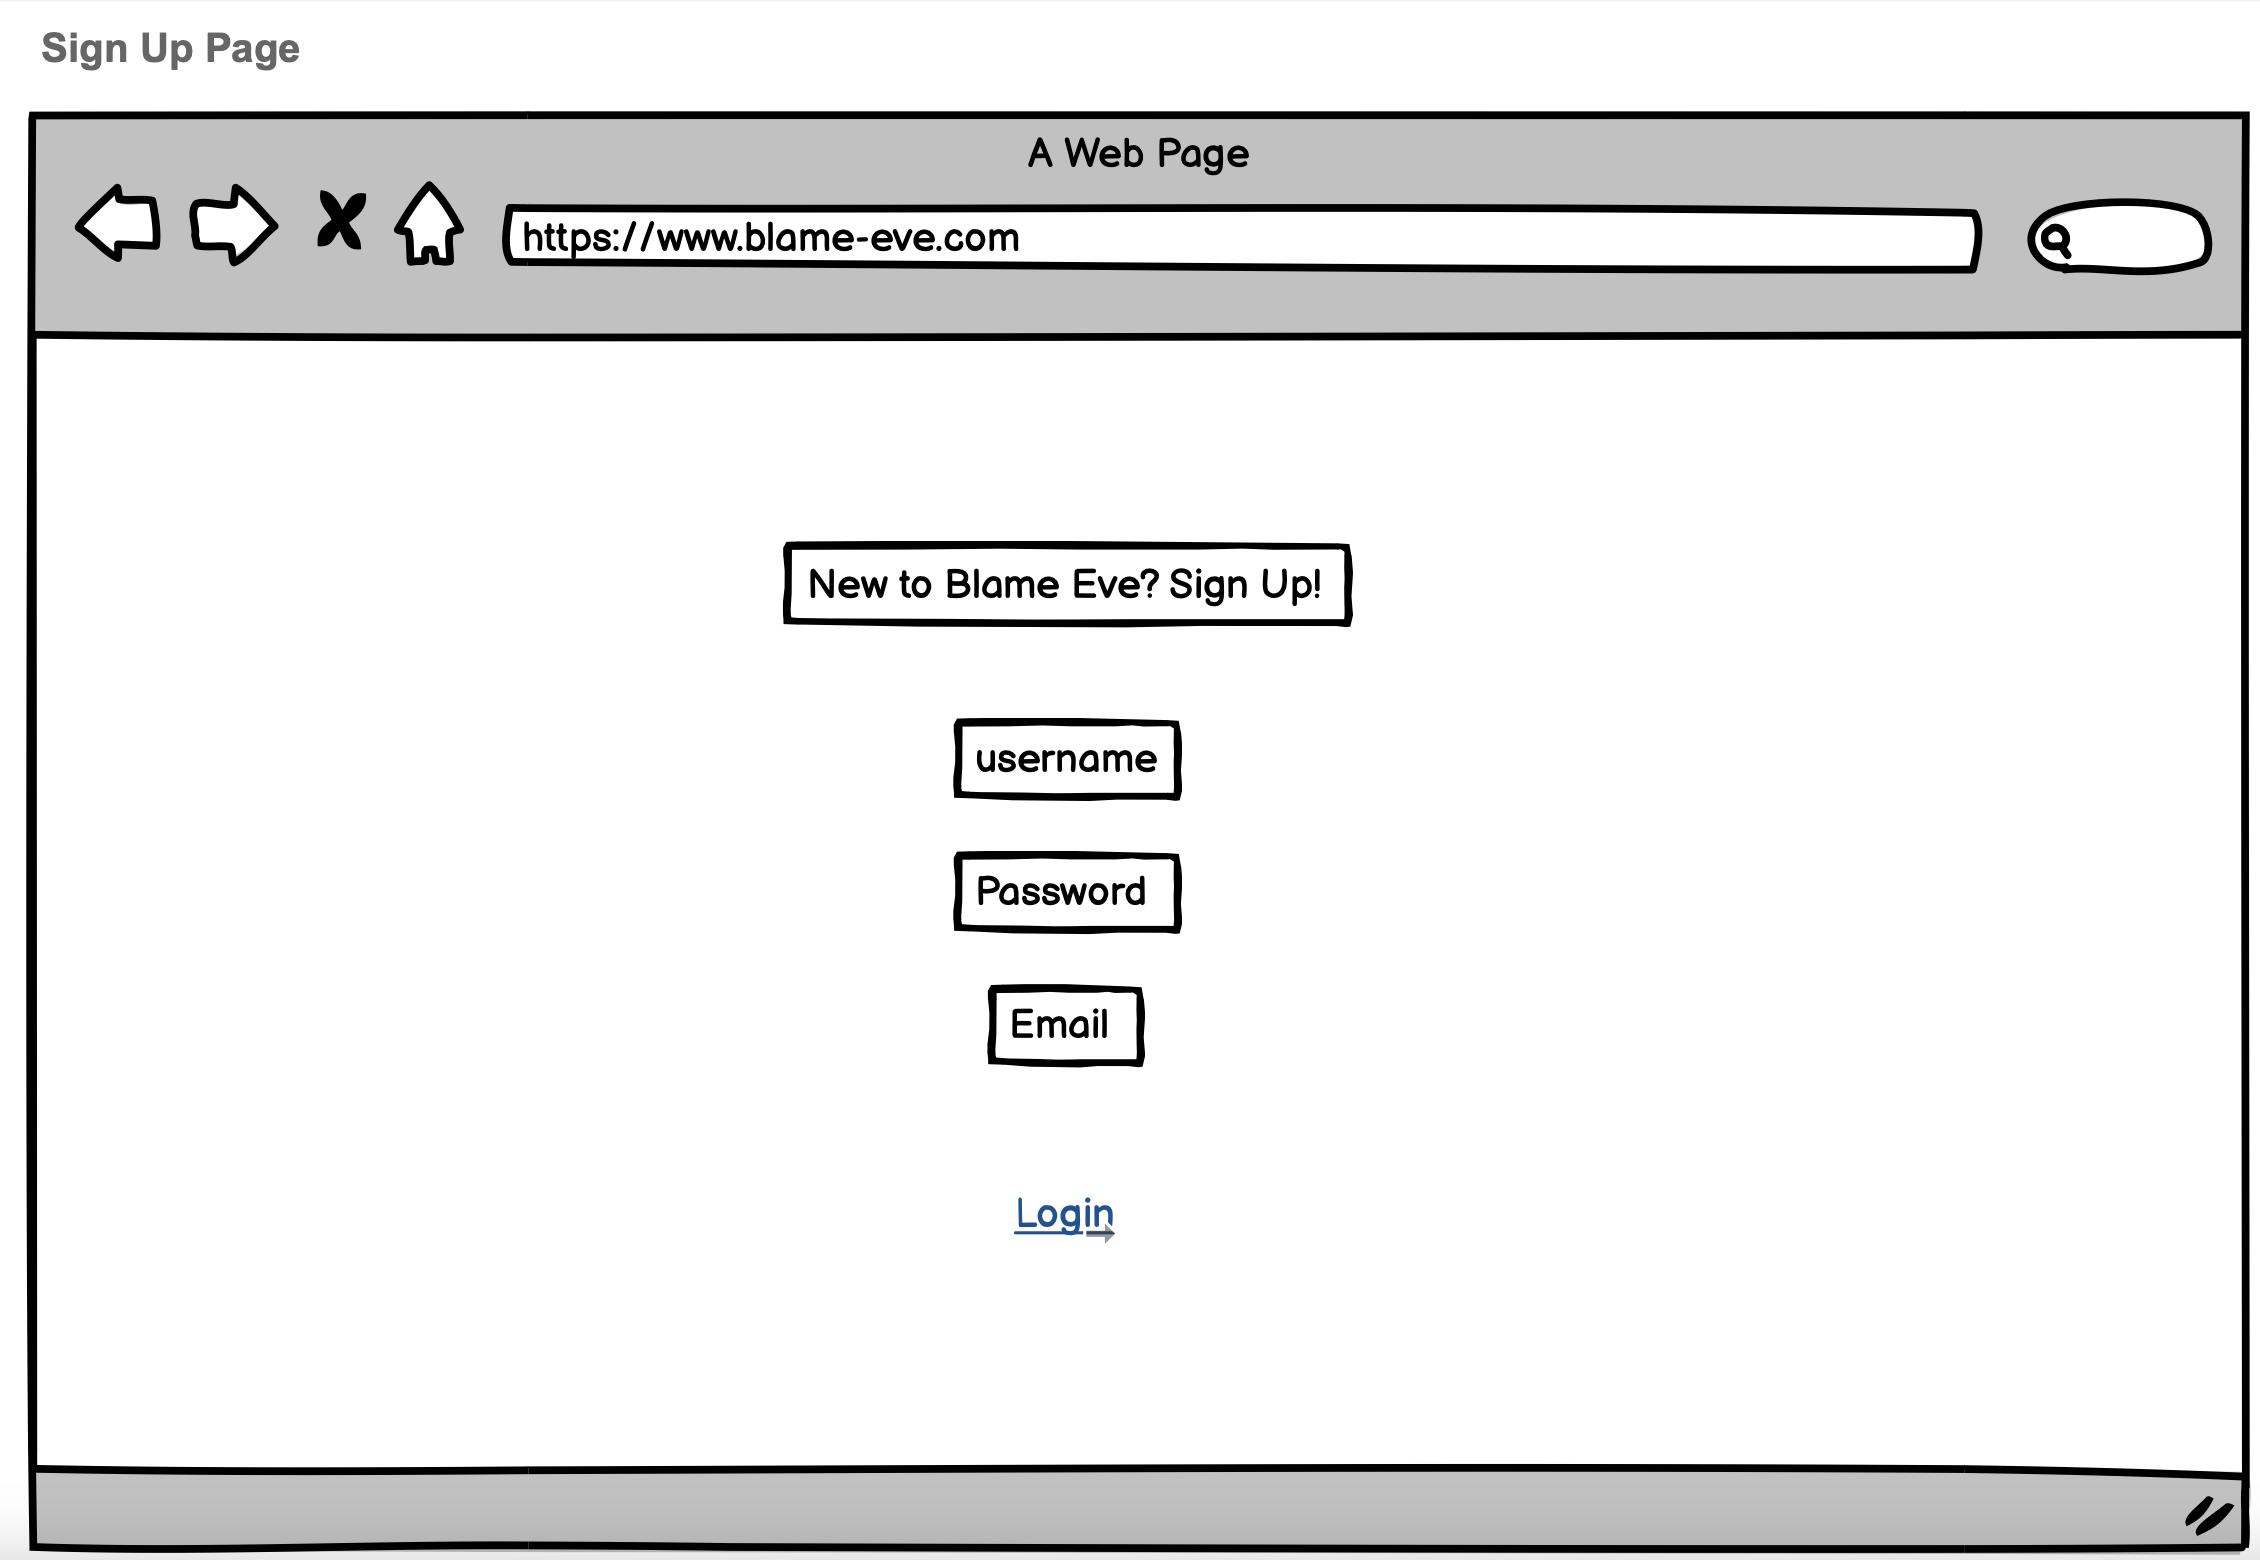 Sign Up Page
A Web Page
https://www.blame-eve.com
New to Blame Eve? Sign Up!
username
Password
Email
Login